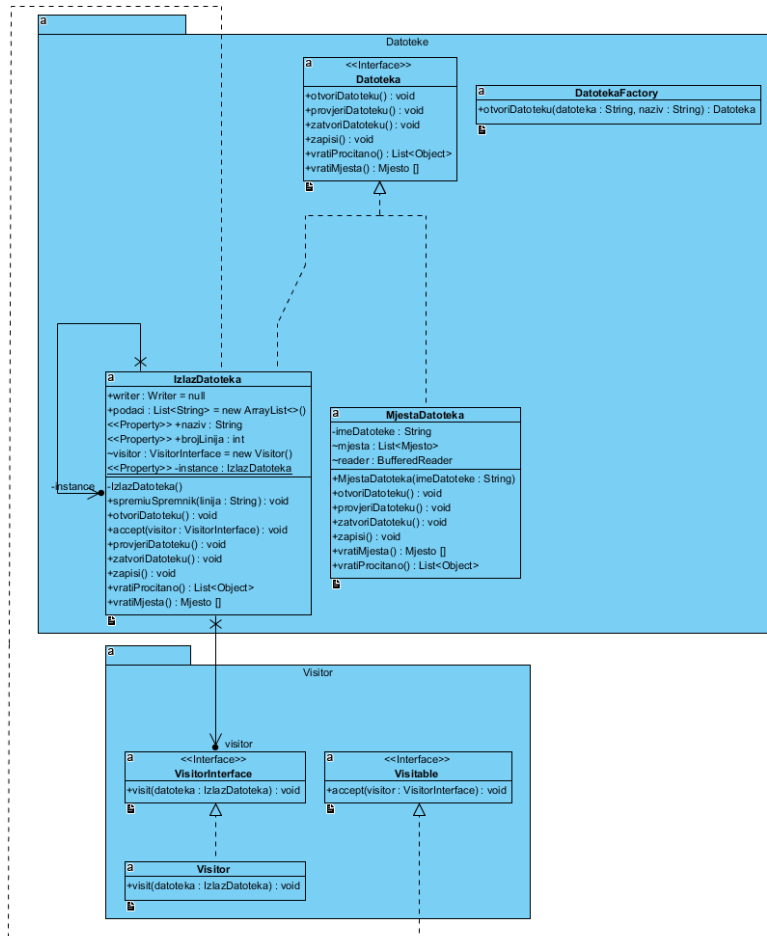 a
Datoteke
a
<<Interface>>
Datoteka
+otvoriDatoteku() : void
+provjeriDatoteku() : void
+zatvoriDatoteku() : void
+zapisi() : void
+vratiProcitano() : List<Object>
+vratiMjesta() : Mjesto []
a
DatotekaFactory
+otvoriDatoteku(datoteka : String, naziv : String) : Datoteka
a
IzlazDatoteka
+writer : Writer = null
+podaci : List<String> = new ArrayList<>()
<<Property>> +naziv : String
<<Property>> +brojLinija : int
~visitor : VisitorInterface = new Visitor()
<<Property>> -instance : IzlazDatoteka
-IzlazDatoteka()
+spremiuSpremnik(linija : String) : void
+otvoriDatoteku() : void
+accept(visitor : VisitorInterface) : void
+provjeriDatoteku() : void
+zatvoriDatoteku() : void
+zapisi() : void
+vratiProcitano() : List<Object>
+vratiMjesta() : Mjesto []
-instance
a
MjestaDatoteka
-imeDatoteke : String
~mjesta : List<Mjesto>
~reader : BufferedReader
+MjestaDatoteka(imeDatoteke : String)
+otvoriDatoteku() : void
+provjeriDatoteku() : void
+zatvoriDatoteku() : void
+zapisi() : void
+vratiMjesta() : Mjesto []
+vratiProcitano() : List<Object>
a
Visitor
visitor
a
<<Interface>>
VisitorInterface
+visit(datoteka : IzlazDatoteka) : void
a
<<Interface>>
Visitable
+accept(visitor : VisitorInterface) : void
a
Visitor
+visit(datoteka : IzlazDatoteka) : void